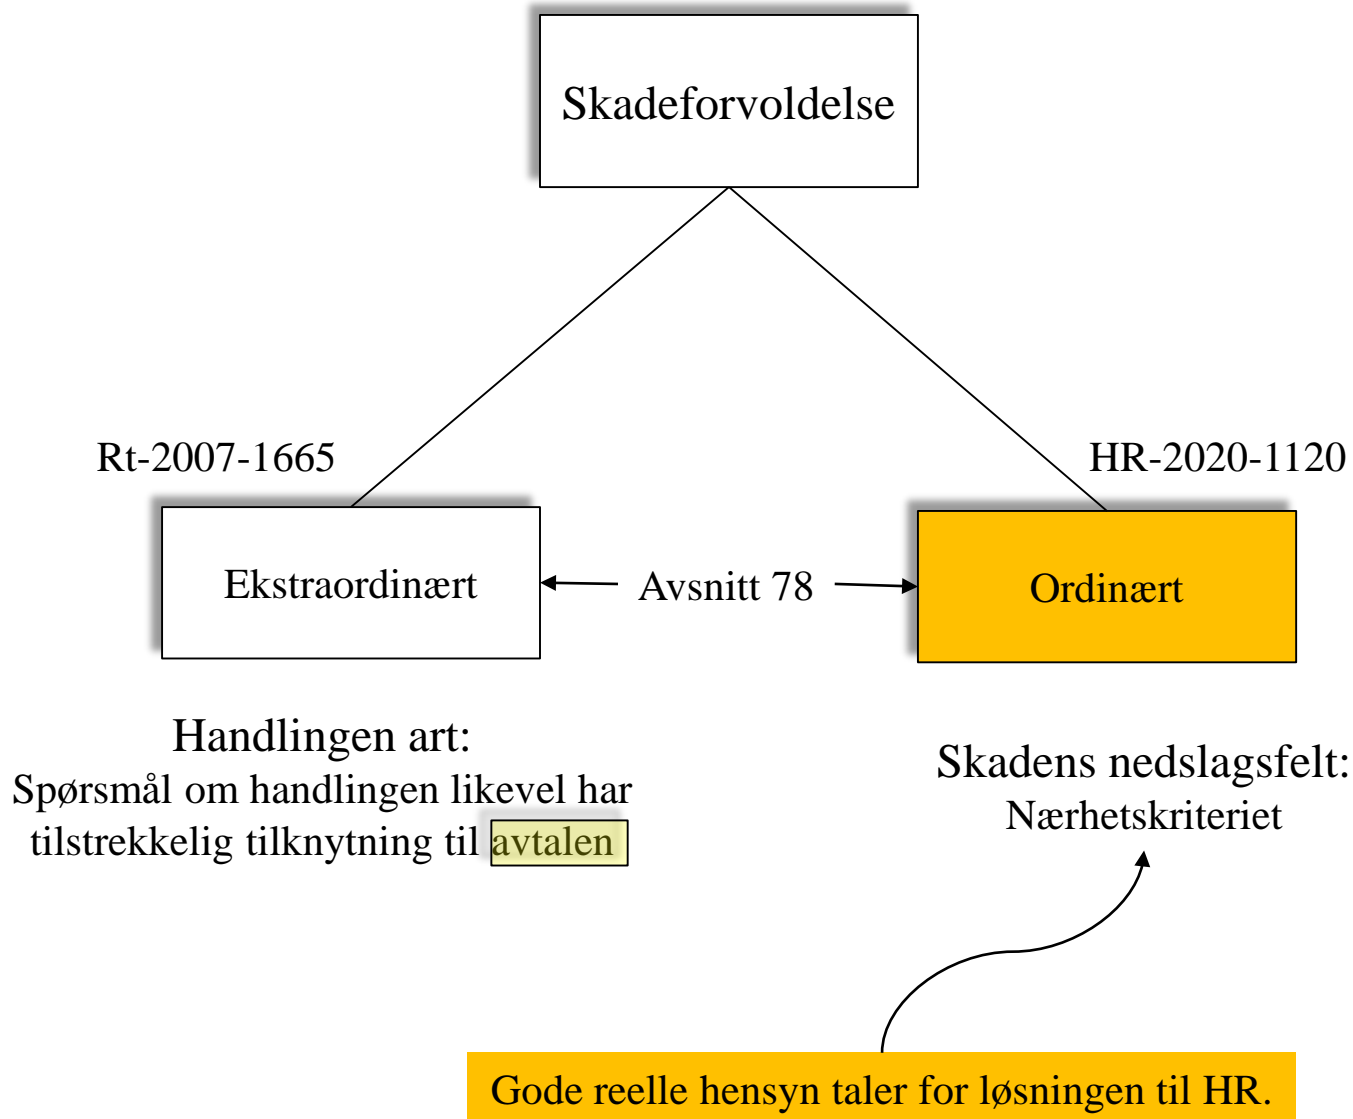 Skadeforvoldelse
Rt-2007-1665
HR-2020-1120
Ekstraordinært
Avsnitt 78
Ordinært
Handlingen art:
Spørsmål om handlingen likevel har
tilstrekkelig tilknytning til avtalen
Skadens nedslagsfelt:
Nærhetskriteriet
Gode reelle hensyn taler for løsningen til HR.